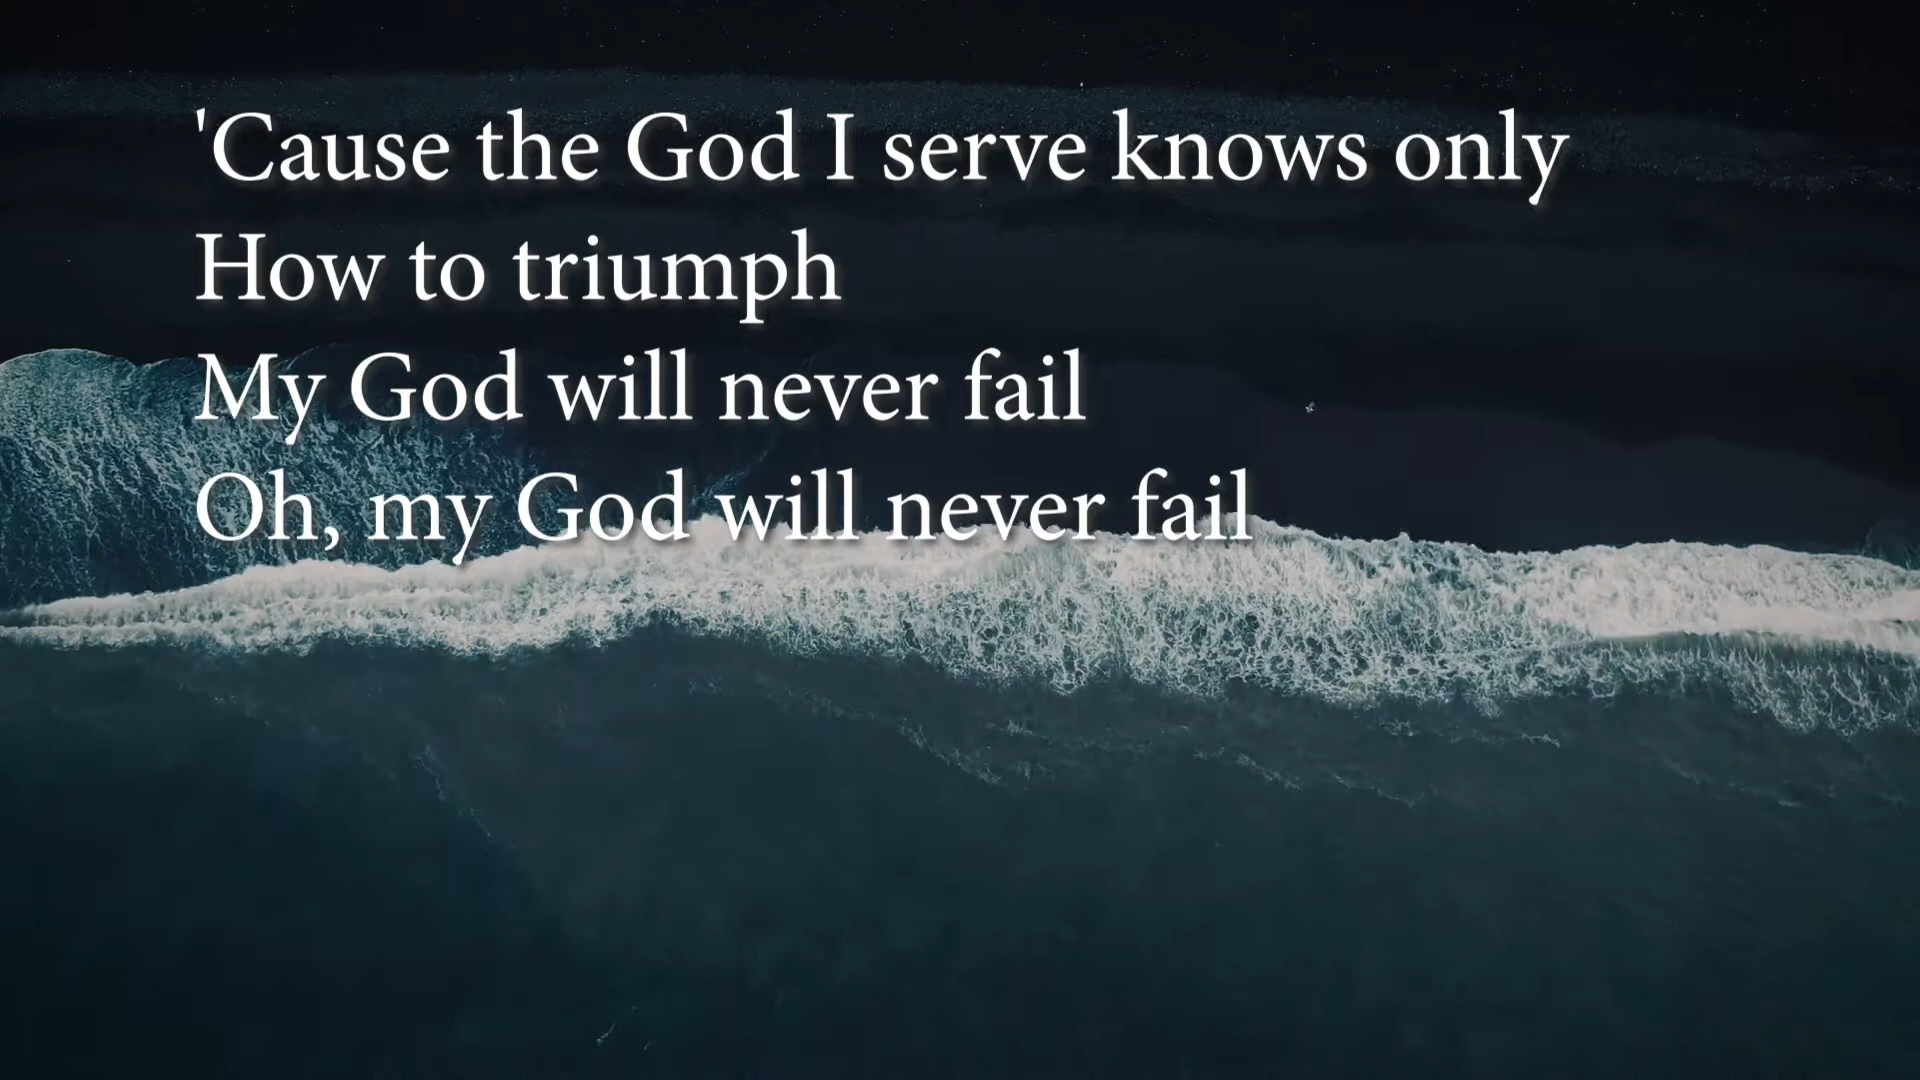 'Cause the God I serve knows only
How to triumph
My God will never fail
Oh, my God will never fail